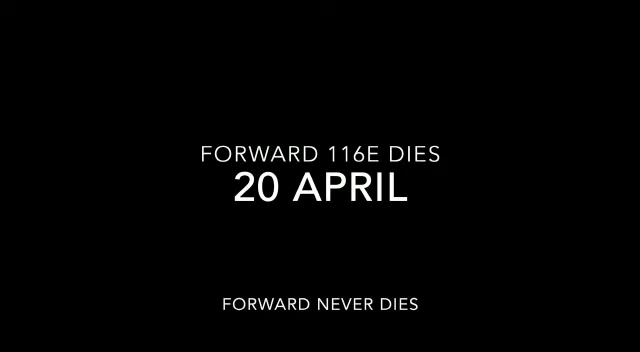 FORWARD 116E DIES
20 APRIL
FORWARD NEVER DIES